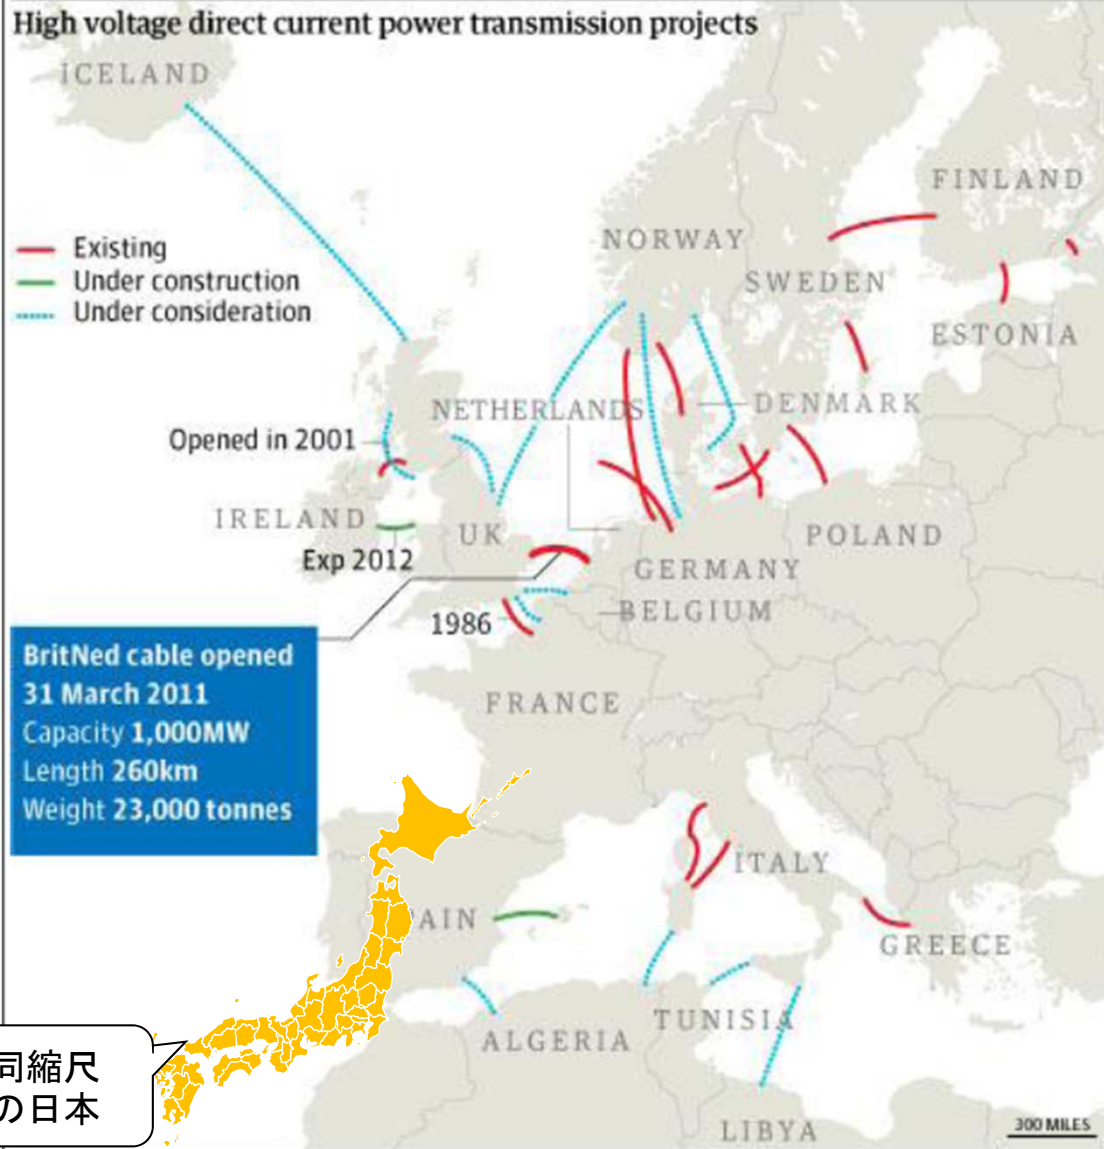 High voltage direct current power transmission projects
ICELAND
FINLAND
NORWAY
Existing
Under construction
Under consideration
SWEDEN
ESTONIA
NETHERLANDS
DENMARK
Opened in 2001
IRELAND
UK
POLAND
Exp 2012
GERMANY
BELGIUM
1986
BritNed cable opened
31 March 2011
Capacity 1,000MW
Length 260km
Weight 23,000 tonnes
FRANCE
ITALY
AIN
GREECE
TUNISIA
ALGERIA
同縮尺
の日本
LIBYA
300 MILES